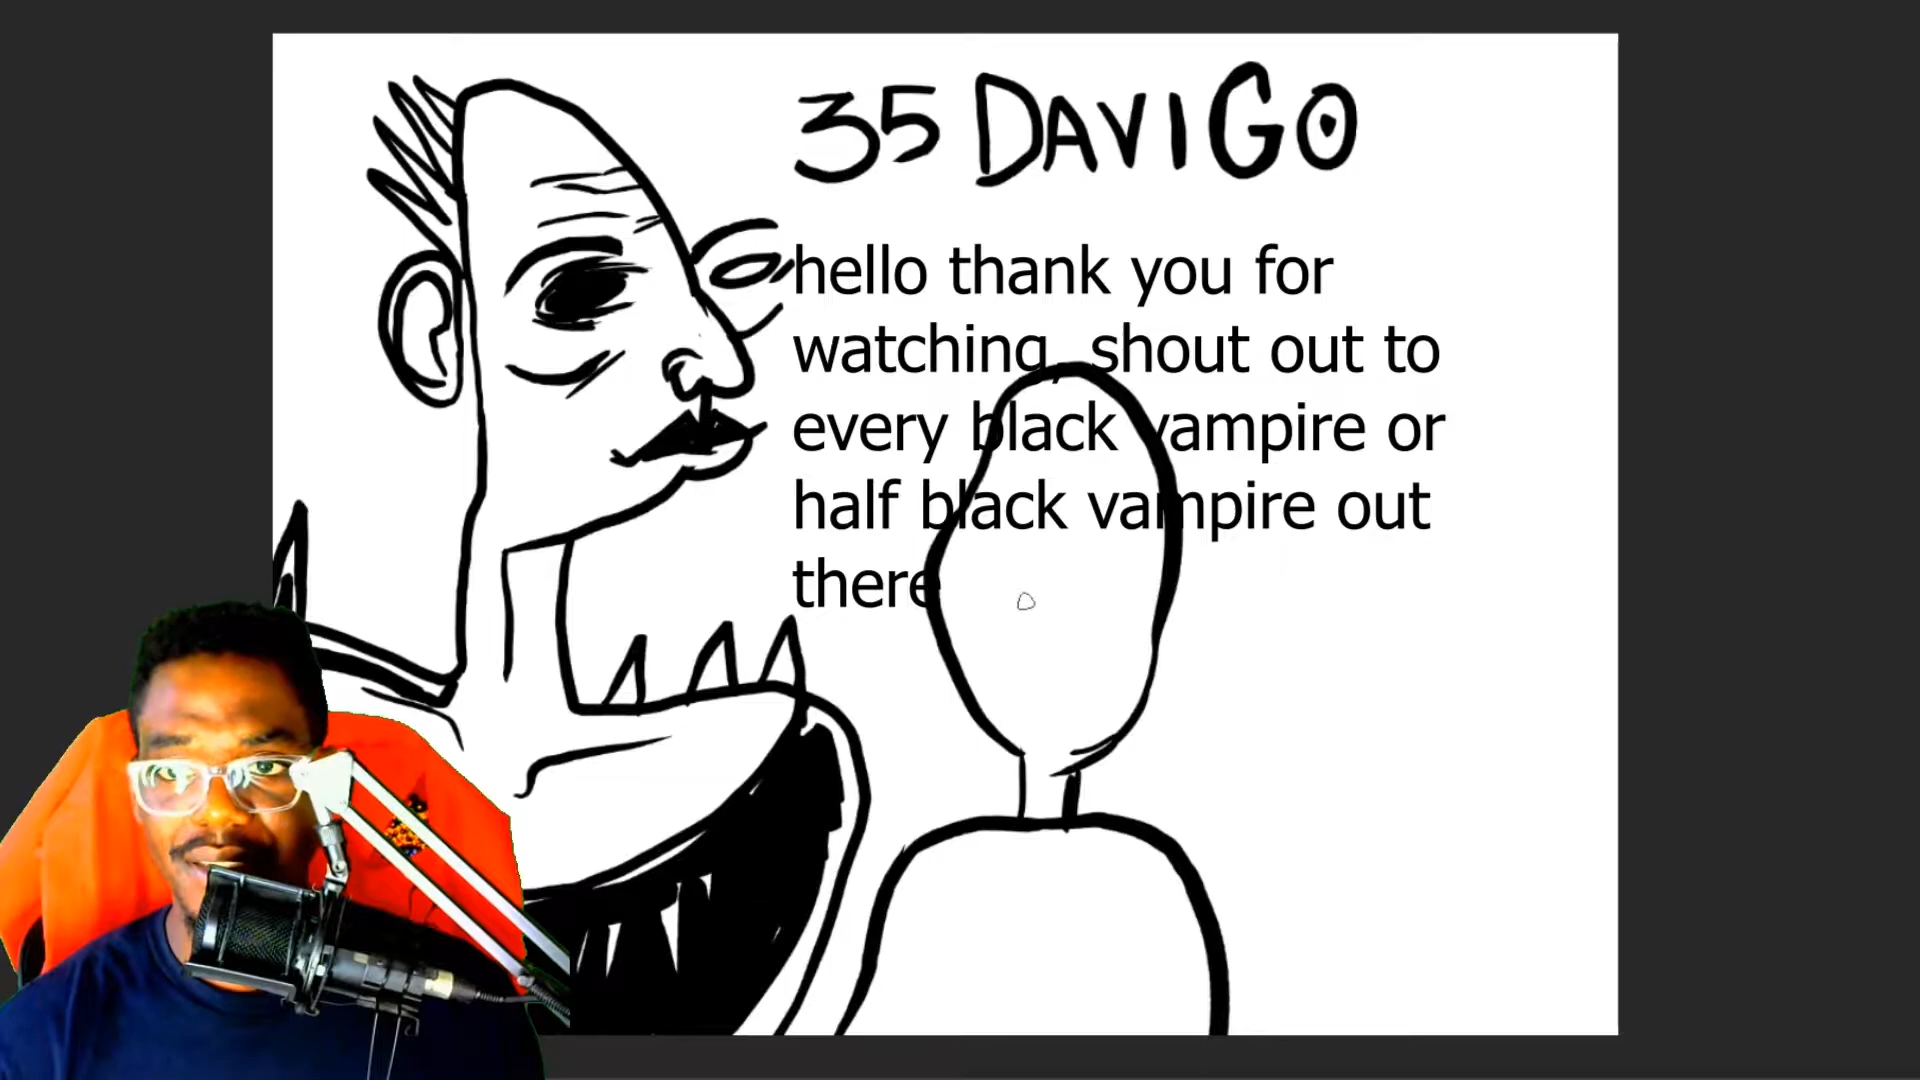 35 DAVIGO
hello thank you for
watching, shout out to
every black vampire or
half black vampire out
there